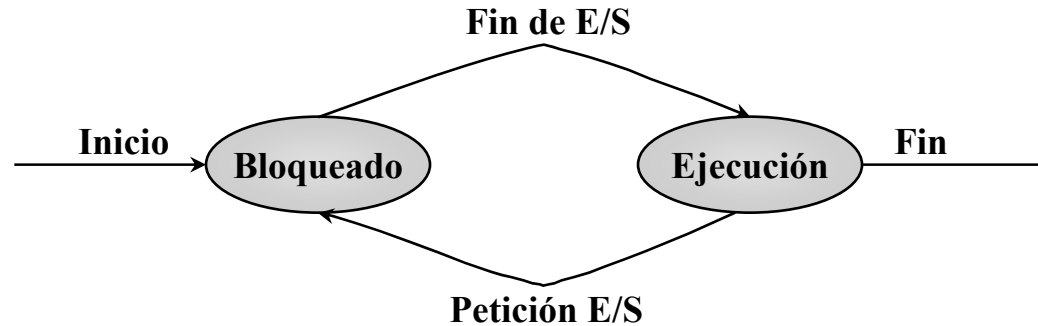 Fin de E/S
Inicio
Bloqueado
Ejecución
Fin
Petición E/S